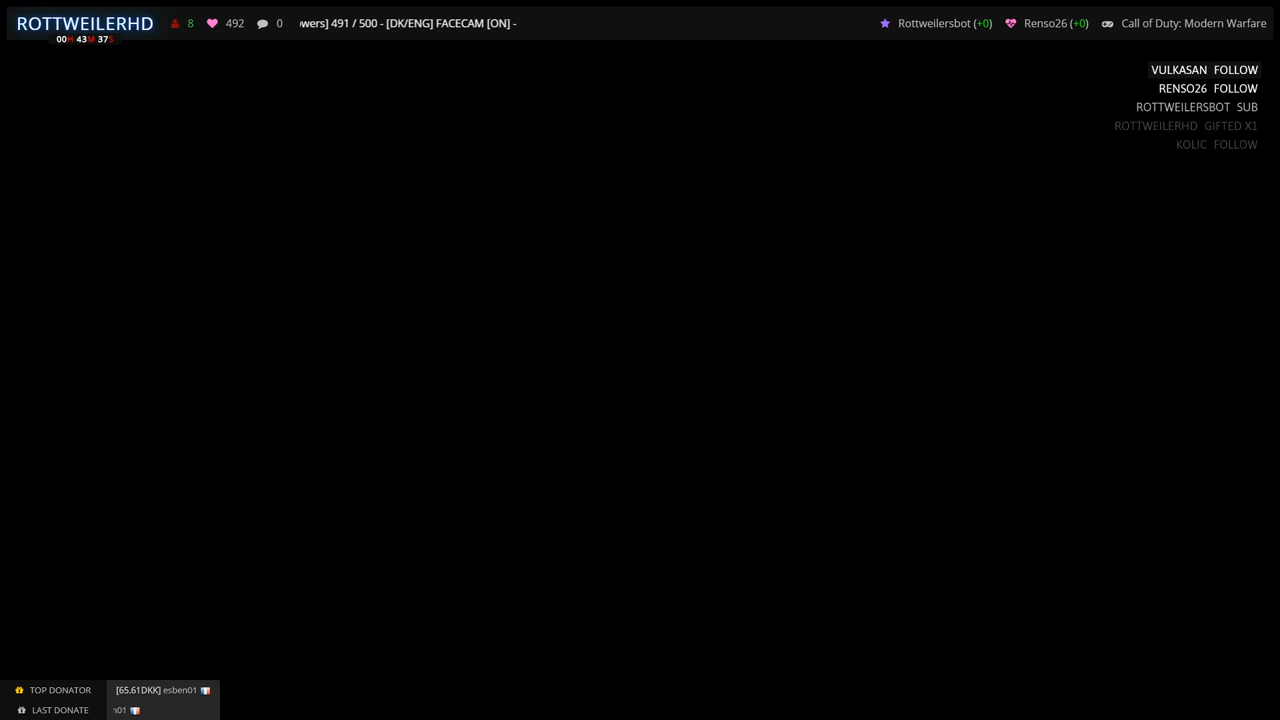 ROTTWEILERHD 8 492 0 wers] 491 / 500 - [DK/ENG] FACECAM [ON] - Rottweilersbot (+0) Renso26 (+0) Call of Duty: Modern Warfare
00H 43M 37S
VULKASAN FOLLOW
RENSO26 FOLLOW
ROTTWEILERSBOT SUB
ROTTWEILERHD GIFTED X1
KOLIC FOLLOW
TOP DONATOR [65.61DKK] esben01
LAST DONATE n01